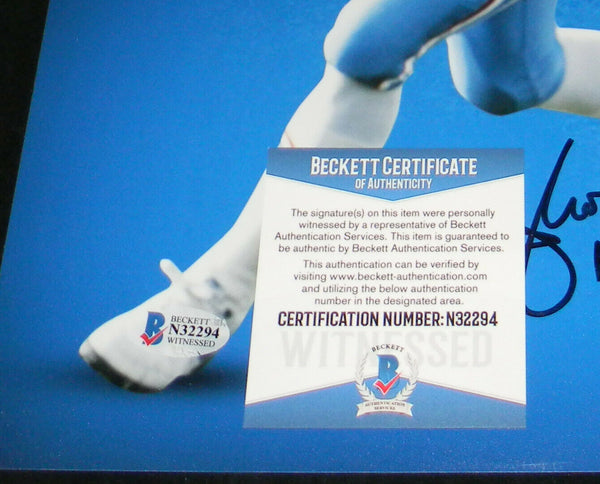 BECKETT CERTIFICATE
OF AUTHENTICITY
The signature(s) on this item were personally
witnessed by a representative of Beckett
Authentication Services. This item is guaranteed to
be authentic by Beckett Authentication Services.
This authentication can be verified by
visiting www.beckett-authentication.com
and utilizing the below authentication
number in the designated area.
CERTIFICATION NUMBER: N32294
WITNESSED
BECKETT
B
AUTHENTICATION
SERVICES
B
BECKETT
N32294
WITNESSED